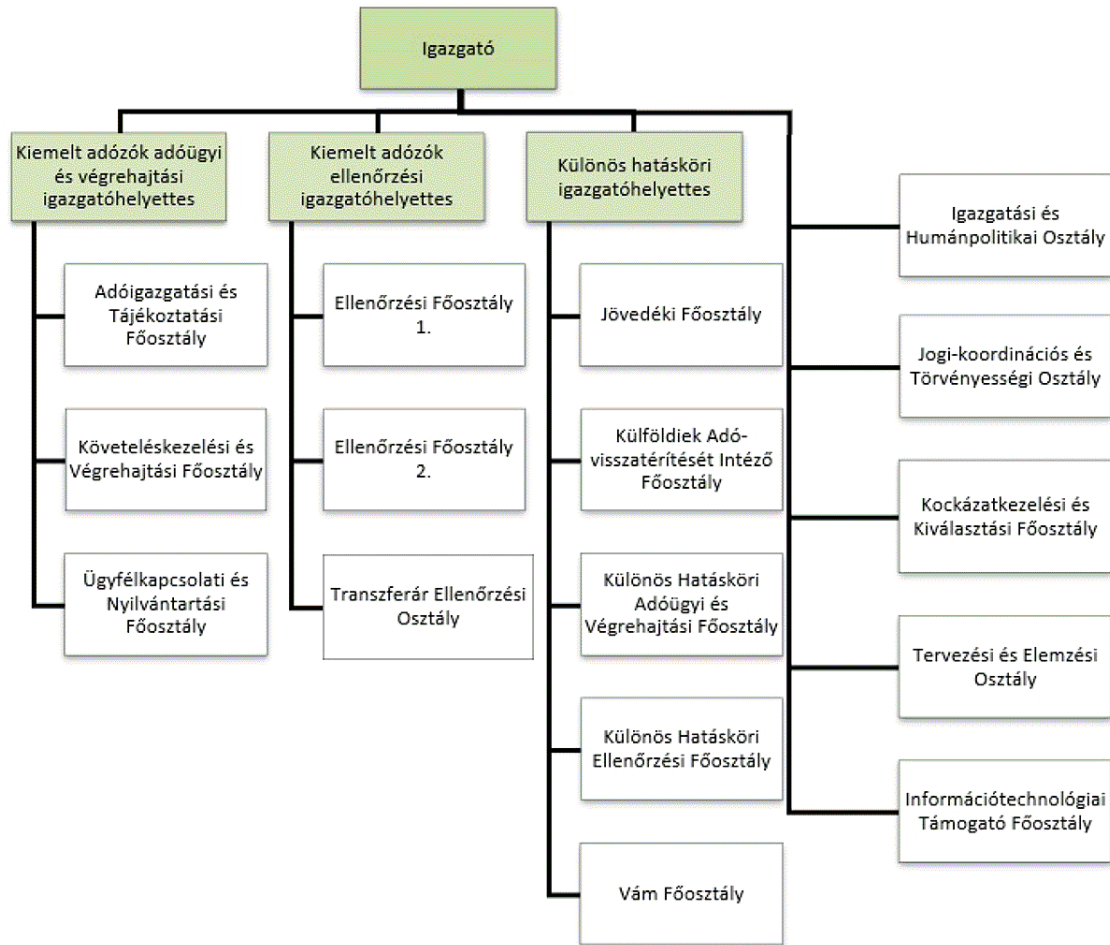 Igazgató
Kiemelt adózók adóügyi
és végrehajtási
igazgatóhelyettes
Adóigazgatási és
Tájékoztatási
Főosztály
Követeléskezelési és
Végrehajtási Főosztály
Ügyfélkapcsolati és
Nyilvántartási
Főosztály
Kiemelt adózók
ellenőrzési
igazgatóhelyettes
Ellenőrzési Főosztály
1.
Ellenőrzési Főosztály
2.
Transzferár Ellenőrzési
Osztály
Különös hatásköri
igazgatóhelyettes
Jövedéki Főosztály
Külföldiek Adó-
visszatérítését Intéző
Főosztály
Különös Hatásköri
Adóügyi és
Végrehajtási Főosztály
Különös Hatásköri
Ellenőrzési Főosztály
Vám Főosztály
Igazgatási és
Humánpolitikai Osztály
Jogi-koordinációs és
Törvényességi Osztály
Kockázatkezelési és
Kiválasztási Főosztály
Tervezési és Elemzési
Osztály
Információtechnológiai
Támogató Főosztály